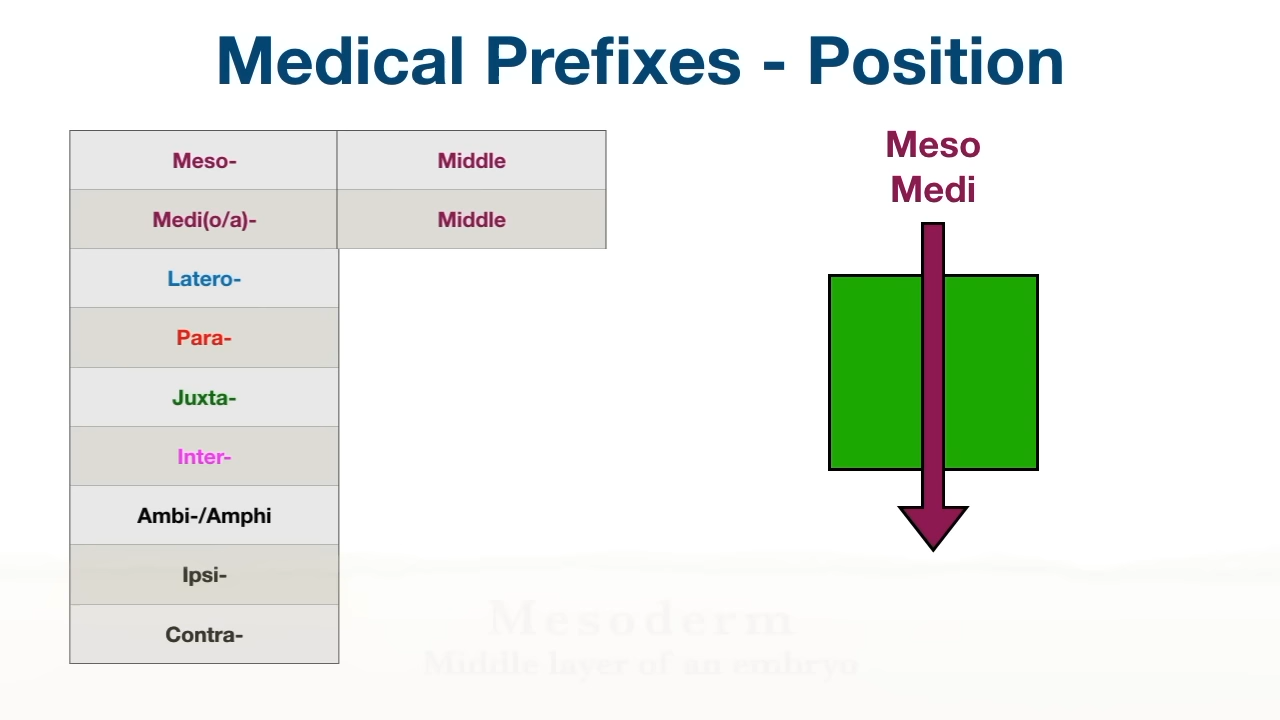 Medical Prefixes - Position
Meso- Middle
Medi(o/a)- Middle
Latero-
Para-
Juxta-
Inter-
Ambi-/Amphi
Ipsi-
Contra-
Meso
Medi
Mesoderm
Middle layer of an embryo